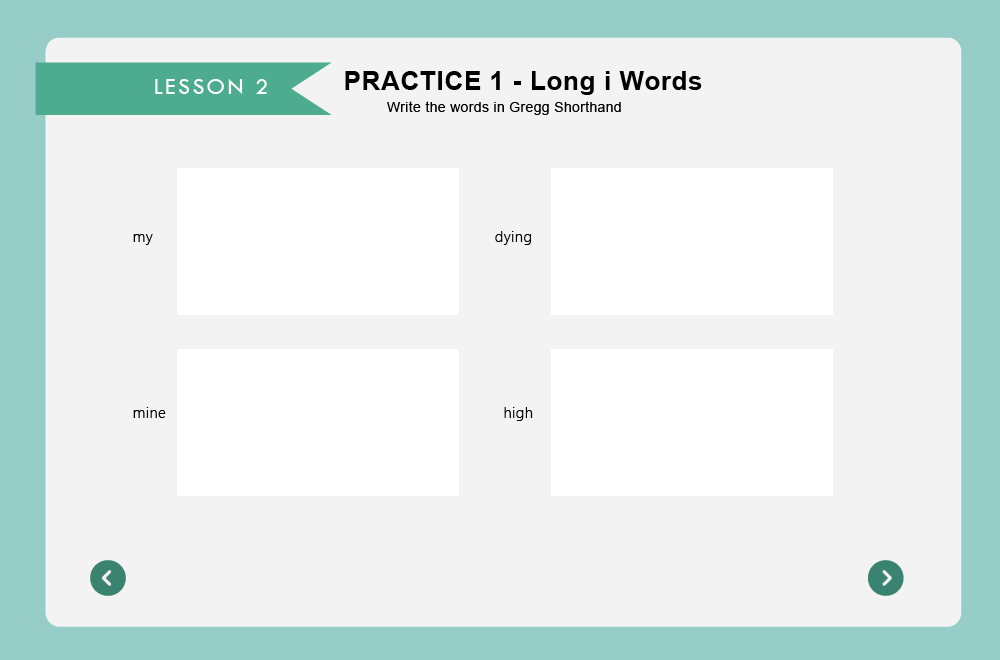 LESSON 2
PRACTICE 1 - Long i Words
Write the words in Gregg Shorthand
my
dying
mine
high